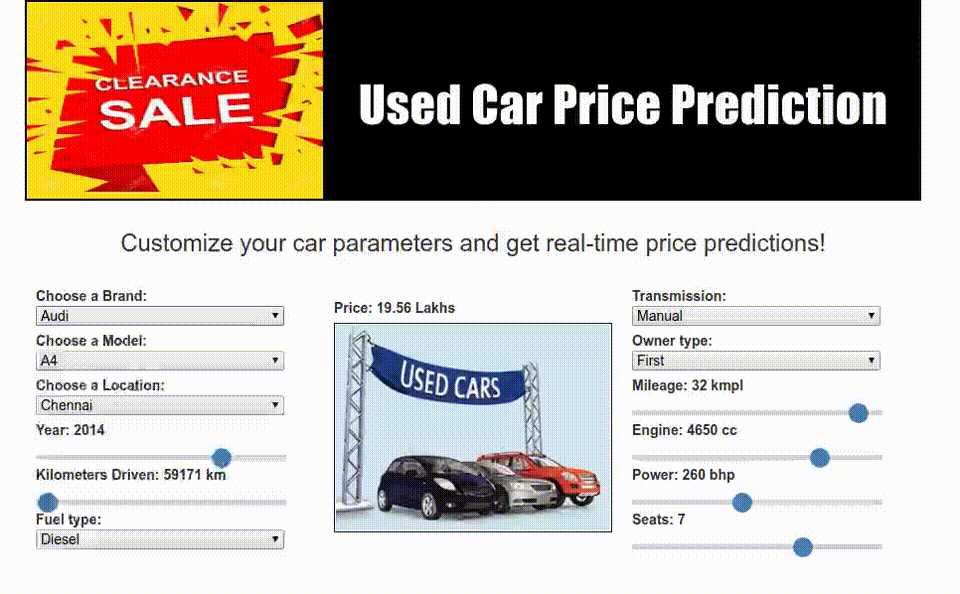 CLEARANCE
SALE
Used Car Price Prediction
Customize your car parameters and get real-time price predictions!
Choose a Brand:
Audi
Choose a Model:
A4
Choose a Location:
Chennai
Year: 2014
Kilometers Driven: 59171 km
Fuel type:
Diesel
Price: 19.56 Lakhs
USED CARS
Transmission:
Manual
Owner type:
First
Mileage: 32 kmpl
Engine: 4650 cc
Power: 260 bhp
Seats: 7